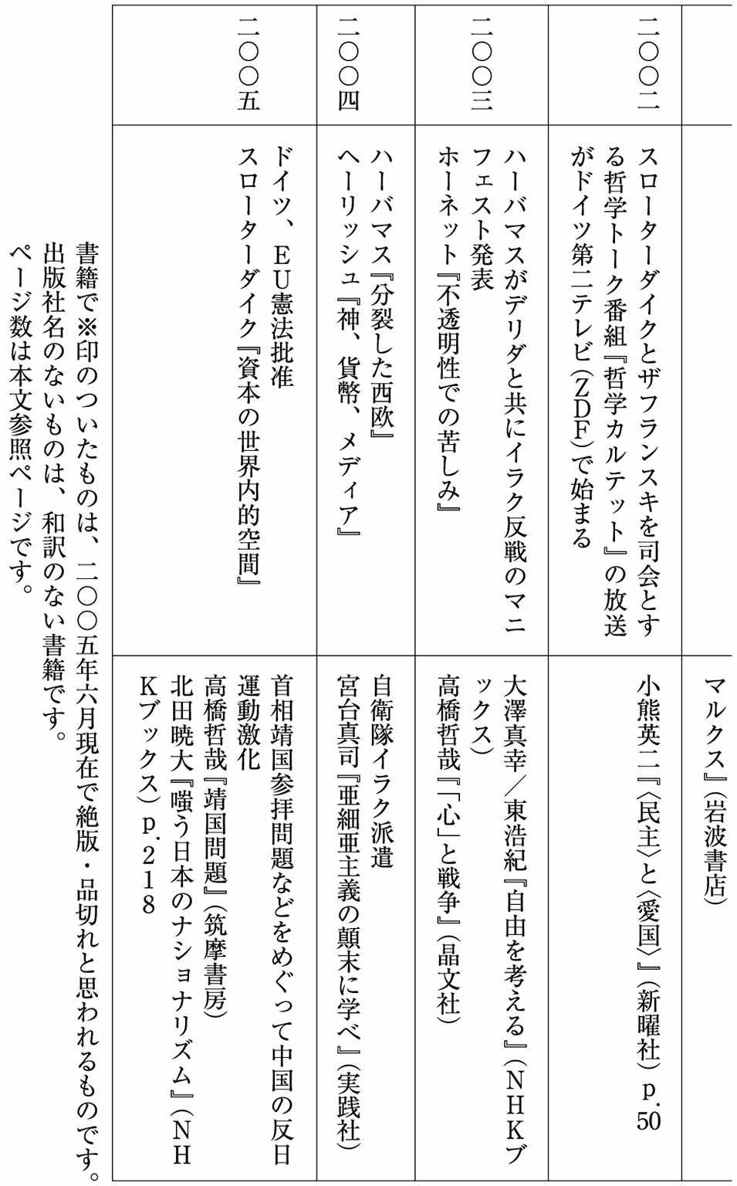 マルクス』（岩波書店）
二〇〇二
スローターダイクとザフランスキを司会とす
る哲学トーク番組『哲学カルテット』の放送
がドイツ第二テレビ（ZDF）で始まる
小熊英二『〈民主〉と〈愛国〉』（新曜社）p.50
二〇〇三
ハーバマスがデリダと共にイラク反戦のマニ
フェスト発表
ホーネット『不透明性での苦しみ』
大澤真幸／東浩紀『自由を考える』（NHKブ
ックス）
高橋哲哉『「心」と戦争』（晶文社）
二〇〇四
ハーバマス『分裂した西欧』
ヘーリッシュ『神、貨幣、メディア』
自衛隊イラク派遣
宮台真司『亜細亜主義の顛末に学べ』（実践社）
二〇〇五
ドイツ、EU憲法批准
スローターダイク『資本の世界内的空間』
首相靖国参拝問題などをめぐって中国の反日
運動激化
高橋哲哉『靖国問題』（筑摩書房）
北田暁大『嗤う日本のナショナリズム』（NH
Kブックス）p.218
書籍で※印のついたものは、二〇〇五年六月現在で絶版・品切れと思われるものです。
出版社名のないものは、和訳のない書籍です。
ページ数は本文参照ページです。